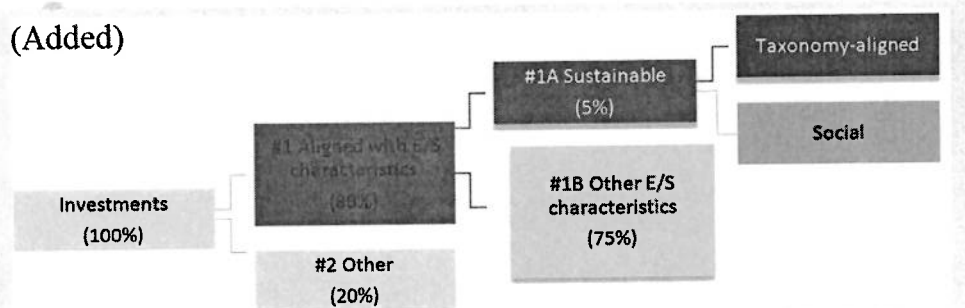 (Added)
Taxonomy-aligned
#1A Sustainable
(5%)
Social
#1 Aligned with E/S
characteristics
(80%)
#1B Other E/S
characteristics
(75%)
Investments
(100%)
#2 Other
(20%)